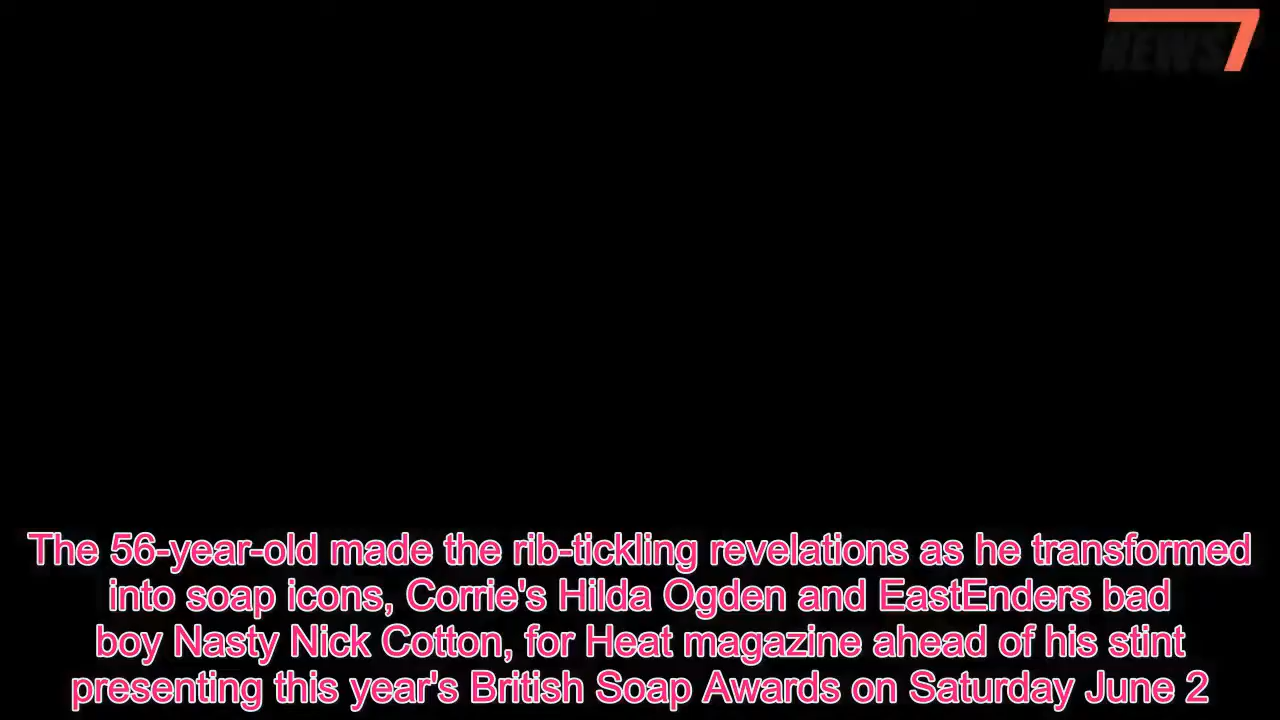 NEWS7
The 56-year-old made the rib-tickling revelations as he transformed
into soap icons, Corrie's Hilda Ogden and EastEnders bad
boy Nasty Nick Cotton, for Heat magazine ahead of his stint
presenting this year's British Soap Awards on Saturday June 2